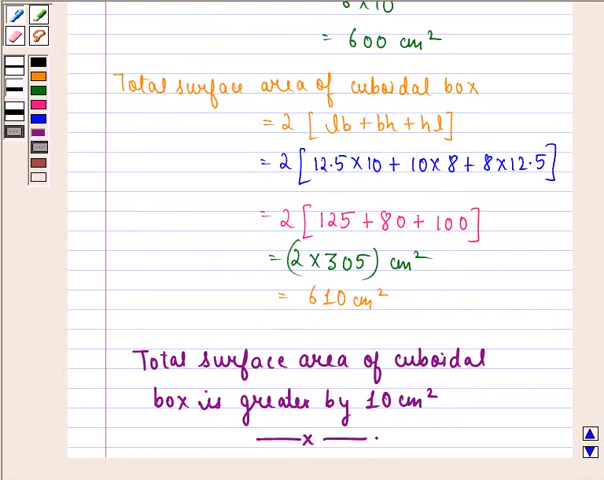 6×10
= 600 cm²
Total surface area of cuboidal box
= 2 [lb + bh + hl]
= 2 [12.5×10 + 10×8 + 8×12.5]
= 2 [125 + 80 + 100]
= (2×305) cm²
= 610 cm²
Total surface area of cuboidal
box is greater by 10 cm²
—x—.